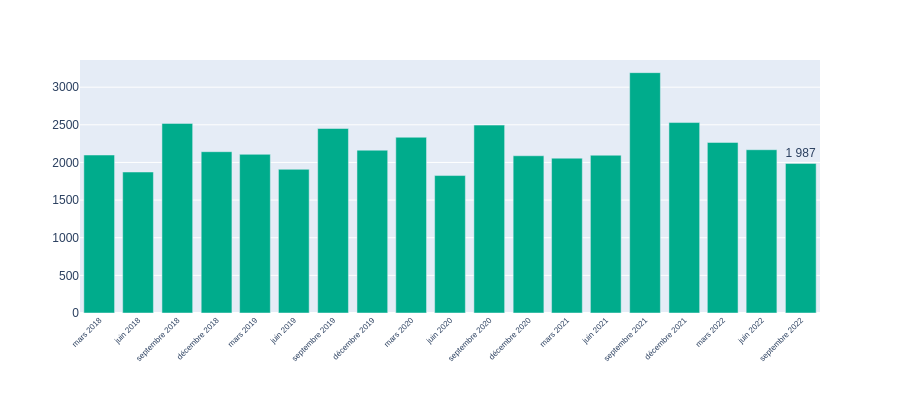 3000
2500
2000
1500
1000
500
0
1 987
mars 2018
juin 2018
septembre 2018
décembre 2018
mars 2019
juin 2019
septembre 2019
décembre 2019
mars 2020
juin 2020
septembre 2020
décembre 2020
mars 2021
juin 2021
septembre 2021
décembre 2021
mars 2022
juin 2022
septembre 2022